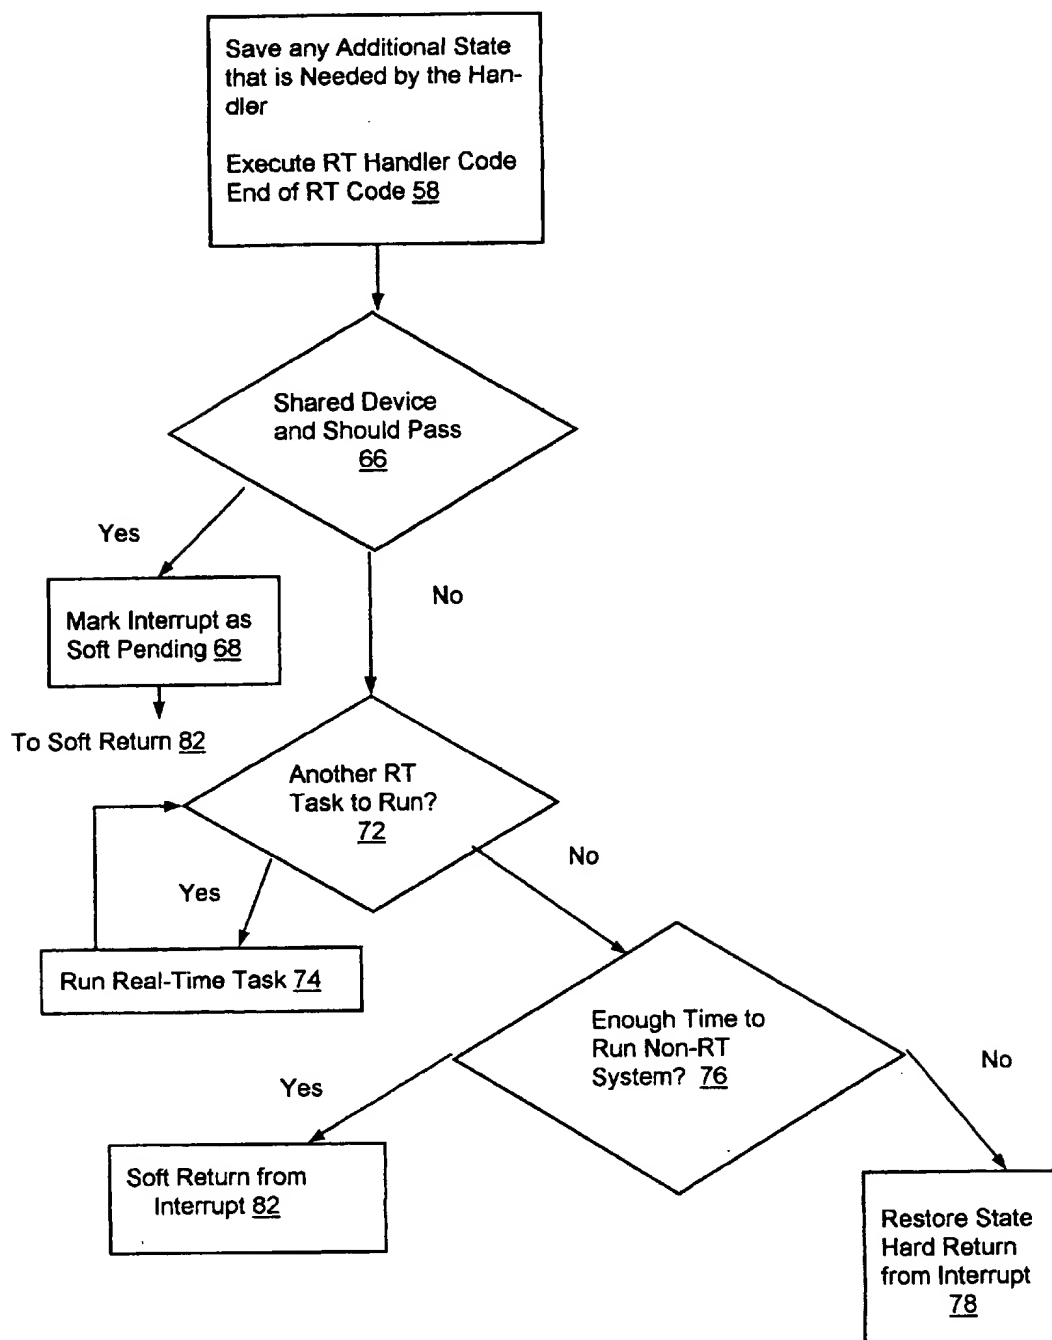 Save any Additional State
that is Needed by the Han-
dler
Execute RT Handler Code
End of RT Code 58
Shared Device
and Should Pass
66
Yes
No
Mark Interrupt as
Soft Pending 68
To Soft Return 82
Another RT
Task to Run?
72
Yes
No
Run Real-Time Task 74
Enough Time to
Run Non-RT
System? 76
Yes
No
Soft Return from
Interrupt 82
Restore State
Hard Return
from Interrupt
78